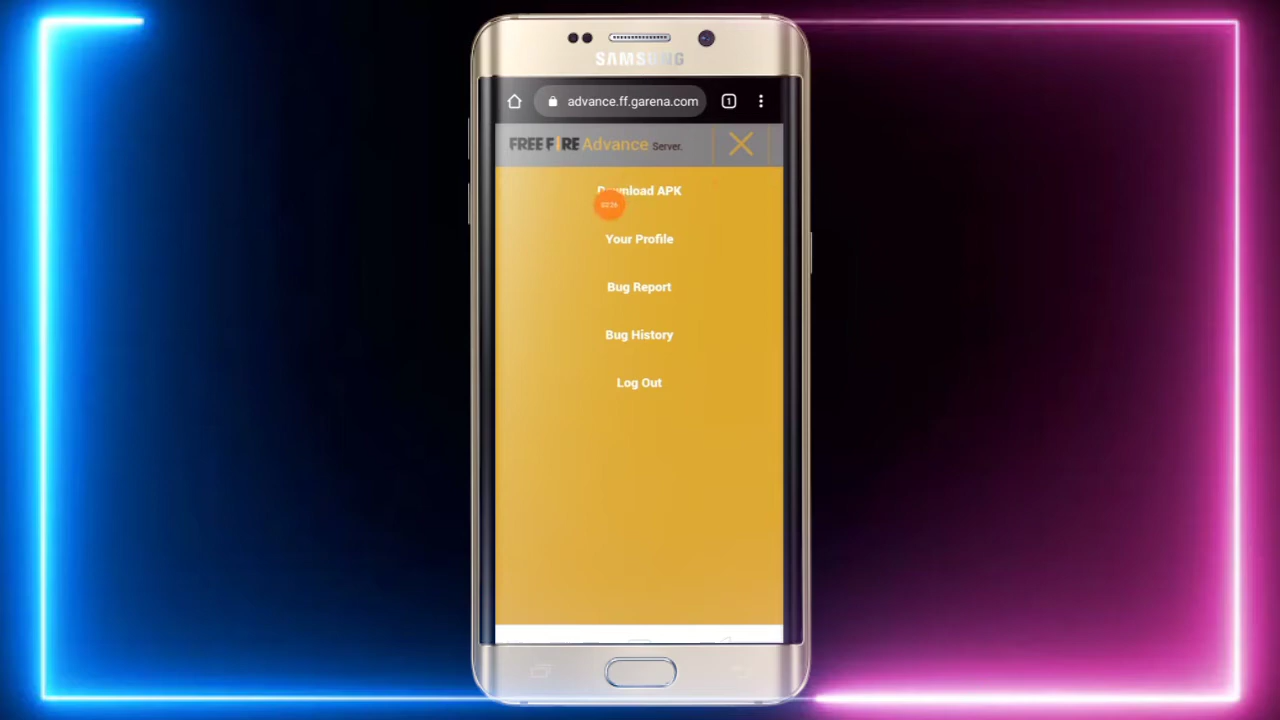 SAMSUNG
advance.ff.garena.com
1
FREE FIRE Advance Server.
Download APK
Your Profile
Bug Report
Bug History
Log Out